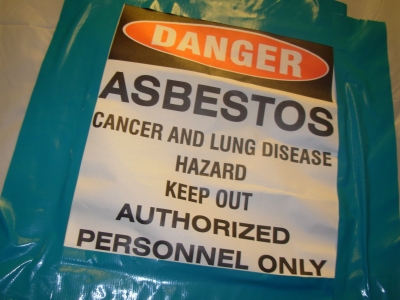 DANGER
ASBESTOS
CANCER AND LUNG DISEASE
HAZARD
KEEP OUT
AUTHORIZED
PERSONNEL ONLY